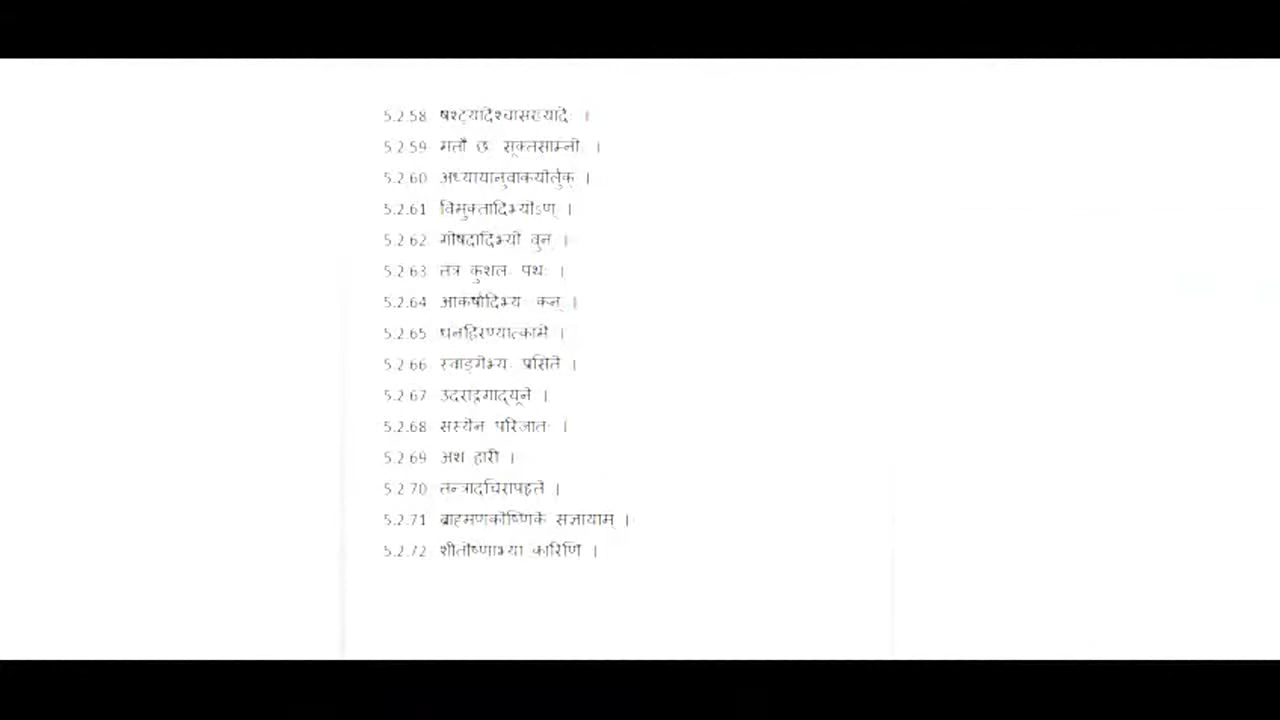 5.2.58 षश्ट्यादेश्चासंख्यादेः ।
5.2.59 मतौ छः सूक्तसाम्नोः ।
5.2.60 अध्यायानुवाकयोर्लुक् ।
5.2.61 विमुक्तादिभ्योऽण् ।
5.2.62 गोषदादिभ्यो वुन् ।
5.2.63 तत्र कुशलः पथः ।
5.2.64 आकर्षादिभ्यः कन् ।
5.2.65 धनहिरण्यात्कामे ।
5.2.66 स्वाङ्गेभ्यः प्रसिते ।
5.2.67 उदराट्ठगाद्यूने ।
5.2.68 सस्येन परिजातः ।
5.2.69 अंशं हारी ।
5.2.70 तन्त्रादचिरापहृते ।
5.2.71 ब्राह्मणकोष्णिके संज्ञायाम् ।
5.2.72 शीतोष्णाभ्यां कारिणि ।